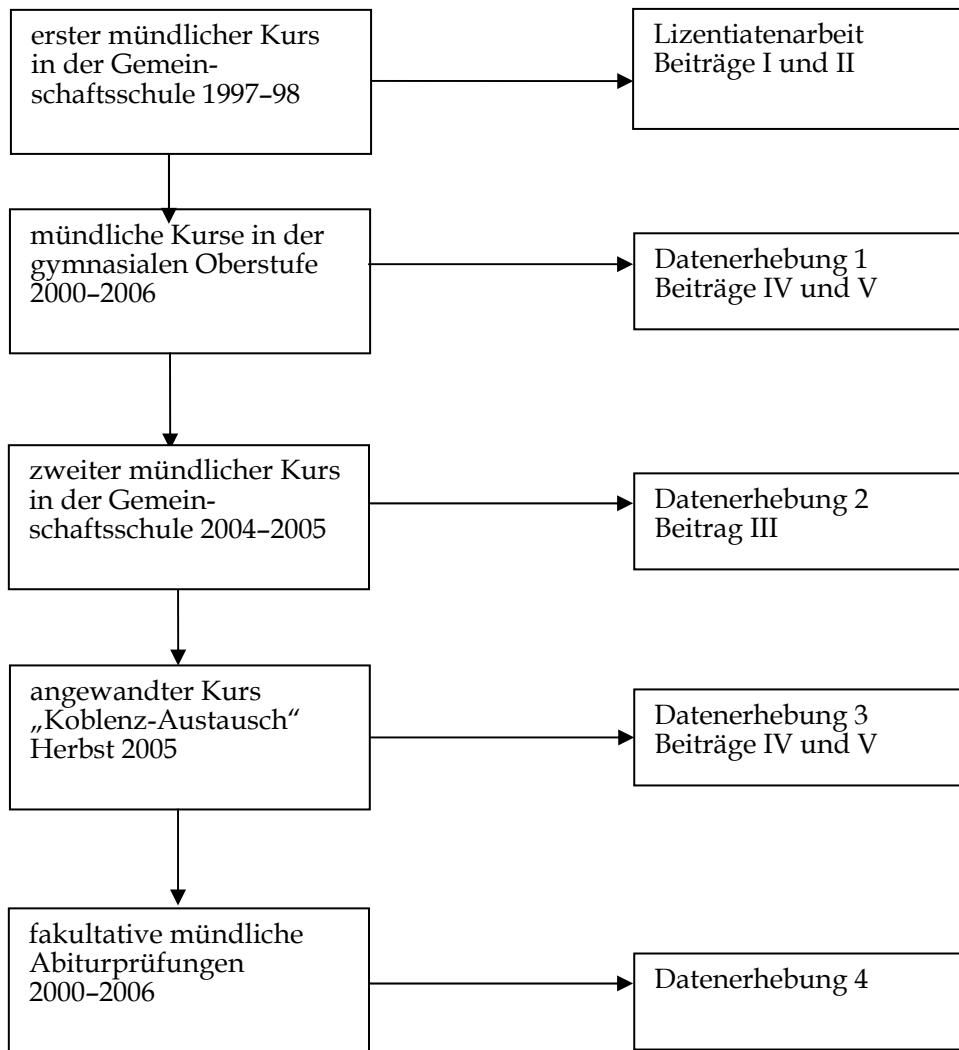 erster mündlicher Kurs
in der Gemein-
schaftsschule 1997–98
Lizentiatenarbeit
Beiträge I und II
mündliche Kurse in der
gymnasialen Oberstufe
2000–2006
Datenerhebung 1
Beiträge IV und V
zweiter mündlicher Kurs
in der Gemein-
schaftsschule 2004–2005
Datenerhebung 2
Beitrag III
angewandter Kurs
„Koblenz-Austausch“
Herbst 2005
Datenerhebung 3
Beiträge IV und V
fakultative mündliche
Abiturprüfungen
2000–2006
Datenerhebung 4